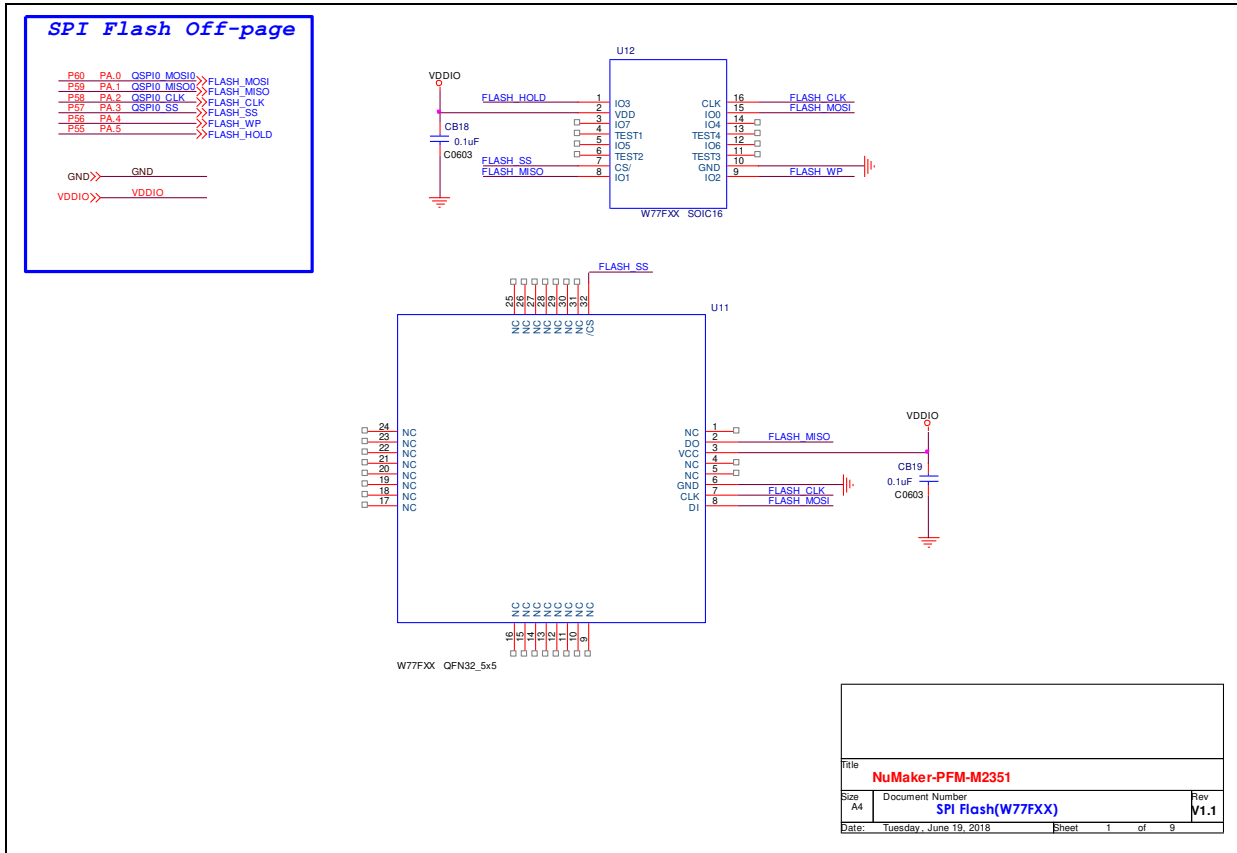 SPI Flash Off-page
P60 PA.0 QSPI0_MOSI0 FLASH_MOSI
P59 PA.1 QSPI0_MISO0 FLASH_MISO
P58 PA.2 QSPI0_CLK FLASH_CLK
P57 PA.3 QSPI0_SS FLASH_SS
P56 PA.4 FLASH_WP
P55 PA.5 FLASH_HOLD
GND GND
VDDIO VDDIO
U12
VDDIO
CB18
0.1uF
C0603
FLASH_HOLD 1 IO3 CLK 16 FLASH_CLK
2 VDD IO0 15 FLASH_MOSI
3 IO7 IO4 14
4 TEST1 TEST4 13
5 IO5 IO6 12
6 TEST2 TEST3 11
FLASH_SS 7 CS/ GND 10
FLASH_MISO 8 IO1 IO2 9 FLASH_WP
W77FXX SOIC16
FLASH_SS
25 26 27 28 29 30 31 32
NC NC NC NC NC NC NC /CS
U11
24 NC
23 NC
22 NC
21 NC
20 NC
19 NC
18 NC
17 NC
NC 1
DO 2 FLASH_MISO
VCC 3
NC 4
NC 5
GND 6
CLK 7 FLASH_CLK
DI 8 FLASH_MOSI
VDDIO
CB19
0.1uF
C0603
NC NC NC NC NC NC NC NC
16 15 14 13 12 11 10 9
W77FXX QFN32_5x5
Title
NuMaker-PFM-M2351
Size Document Number Rev
A4 SPI Flash(W77FXX) V1.1
Date: Tuesday, June 19, 2018 Sheet 1 of 9